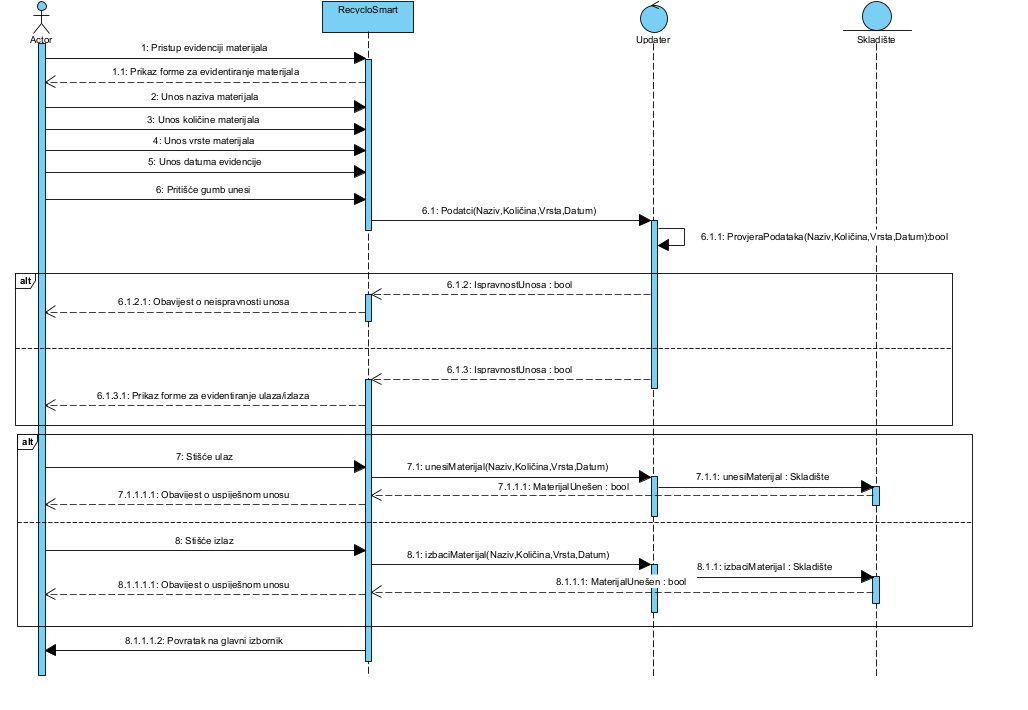 RecycloSmart
Actor
Updater
Skladište
1: Pristup evidenciji materijala
1.1: Prikaz forme za evidentiranje materijala
2: Unos naziva materijala
3: Unos količine materijala
4: Unos vrste materijala
5: Unos datuma evidencije
6: Pritišće gumb unesi
6.1: Podatci(Naziv,Količina,Vrsta,Datum)
6.1.1: ProvjeraPodataka(Naziv,Količina,Vrsta,Datum):bool
alt
6.1.2: IspravnostUnosa : bool
6.1.2.1: Obavijest o neispravnosti unosa
6.1.3: IspravnostUnosa : bool
6.1.3.1: Prikaz forme za evidentiranje ulaza/izlaza
alt
7: Stišće ulaz
7.1: unesiMaterijal(Naziv,Količina,Vrsta,Datum)
7.1.1: unesiMaterijal : Skladište
7.1.1.1: MaterijalUnešen : bool
7.1.1.1.1: Obavijest o uspiješnom unosu
8: Stišće izlaz
8.1: izbaciMaterijal(Naziv,Količina,Vrsta,Datum)
8.1.1: izbaciMaterijal : Skladište
8.1.1.1: MaterijalUnešen : bool
8.1.1.1.1: Obavijest o uspiješnom unosu
8.1.1.1.2: Povratak na glavni izbornik